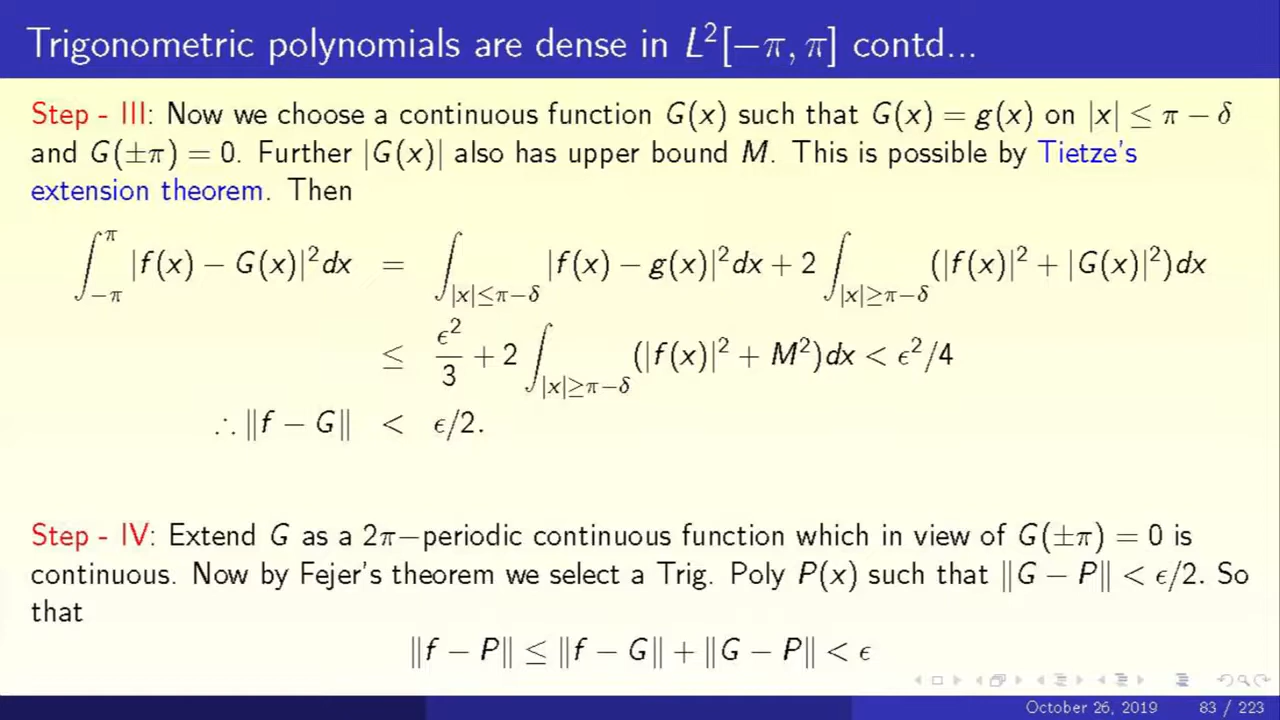 Trigonometric polynomials are dense in L²[−π, π] contd...
Step - III: Now we choose a continuous function G(x) such that G(x) = g(x) on |x| ≤ π − δ
and G(±π) = 0. Further |G(x)| also has upper bound M. This is possible by Tietze's
extension theorem. Then
∫_{−π}^{π} |f(x) − G(x)|² dx = ∫_{|x|≤π−δ} |f(x) − g(x)|² dx + 2 ∫_{|x|≥π−δ} (|f(x)|² + |G(x)|²)dx
≤ ϵ²/3 + 2 ∫_{|x|≥π−δ} (|f(x)|² + M²)dx < ϵ²/4
∴ ‖f − G‖ < ϵ/2.
Step - IV: Extend G as a 2π−periodic continuous function which in view of G(±π) = 0 is
continuous. Now by Fejer's theorem we select a Trig. Poly P(x) such that ‖G − P‖ < ϵ/2. So
that
‖f − P‖ ≤ ‖f − G‖ + ‖G − P‖ < ϵ
October 26, 2019 83 / 223